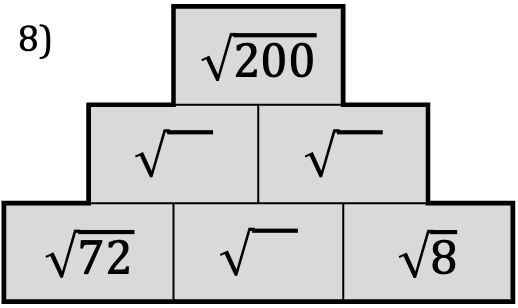 8)
√200
√ √
√72 √ √8